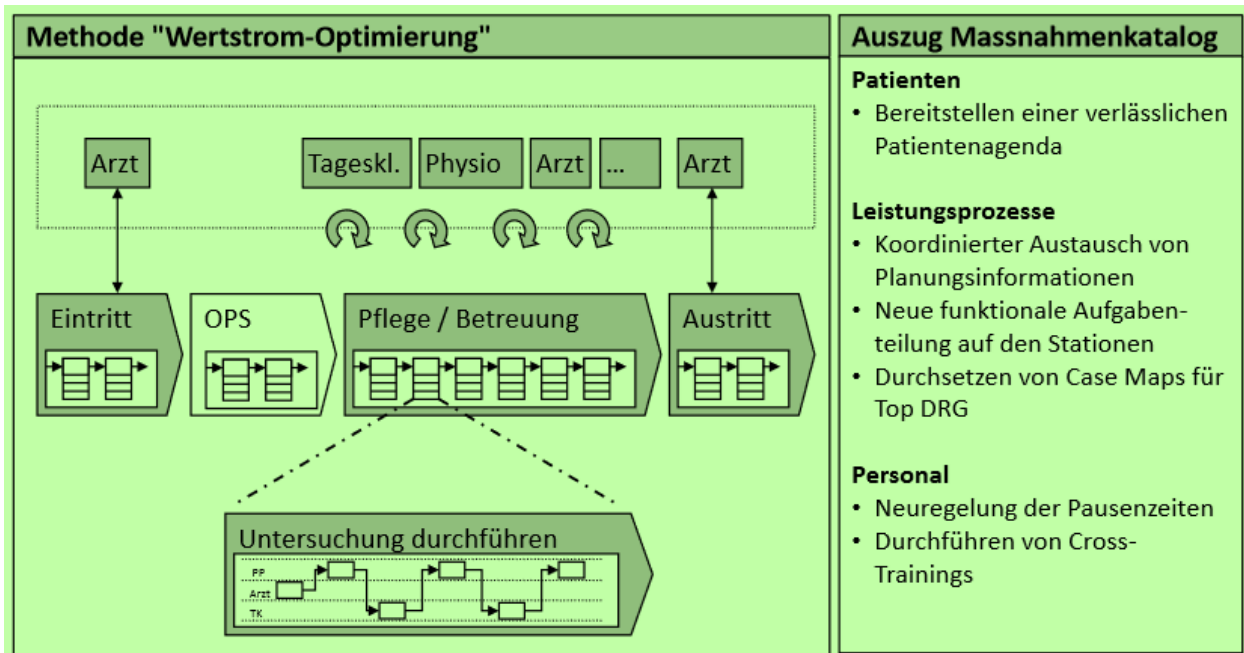 Methode "Wertstrom-Optimierung"
Arzt
Tageskl.
Physio
Arzt
...
Arzt
Eintritt
OPS
Pflege / Betreuung
Austritt
Untersuchung durchführen
PP
Arzt
TK
Auszug Massnahmenkatalog
Patienten
• Bereitstellen einer verlässlichen
Patientenagenda
Leistungsprozesse
• Koordinierter Austausch von
Planungsinformationen
• Neue funktionale Aufgaben-
teilung auf den Stationen
• Durchsetzen von Case Maps für
Top DRG
Personal
• Neuregelung der Pausenzeiten
• Durchführen von Cross-
Trainings